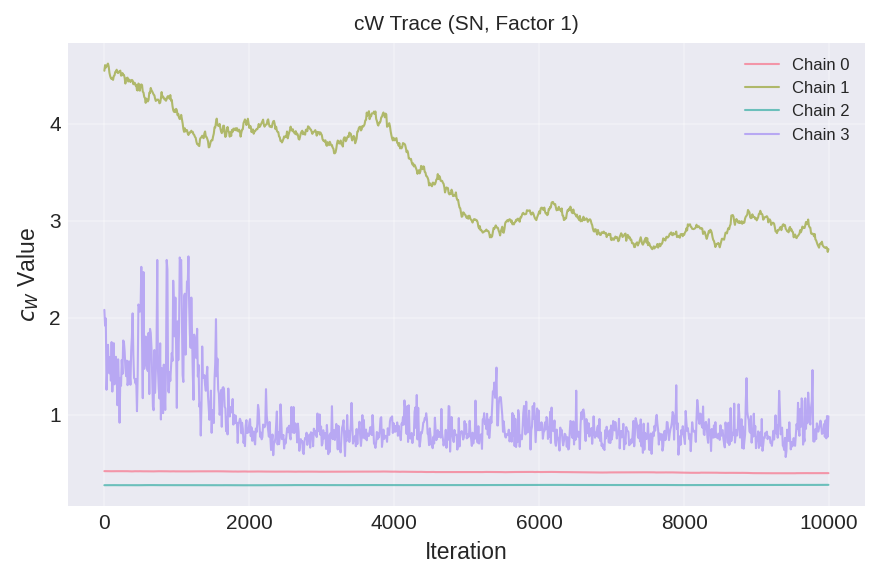 cW Trace (SN, Factor 1)
Chain 0
Chain 1
Chain 2
Chain 3
4
3
2
1
c_W Value
0 2000 4000 6000 8000 10000
Iteration